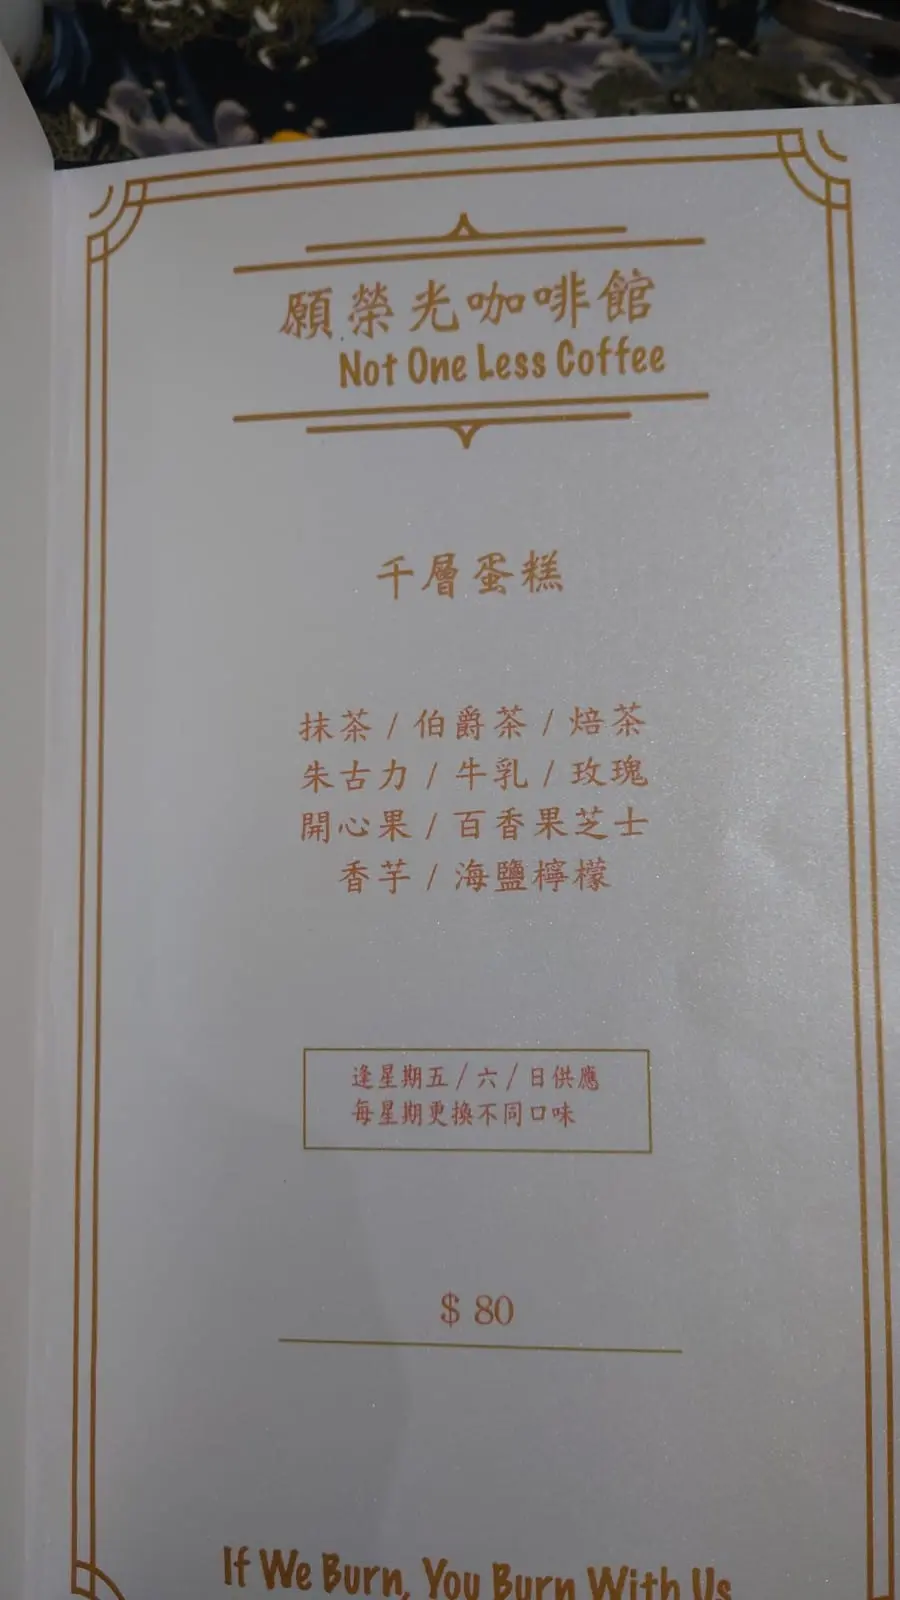 願榮光咖啡館
Not One Less Coffee
千層蛋糕
抹茶 / 伯爵茶 / 焙茶
朱古力 / 牛乳 / 玫瑰
開心果 / 百香果芝士
香芋 / 海鹽檸檬
逢星期五 / 六 / 日供應
每星期更換不同口味
$ 80
If We Burn, You Burn With Us